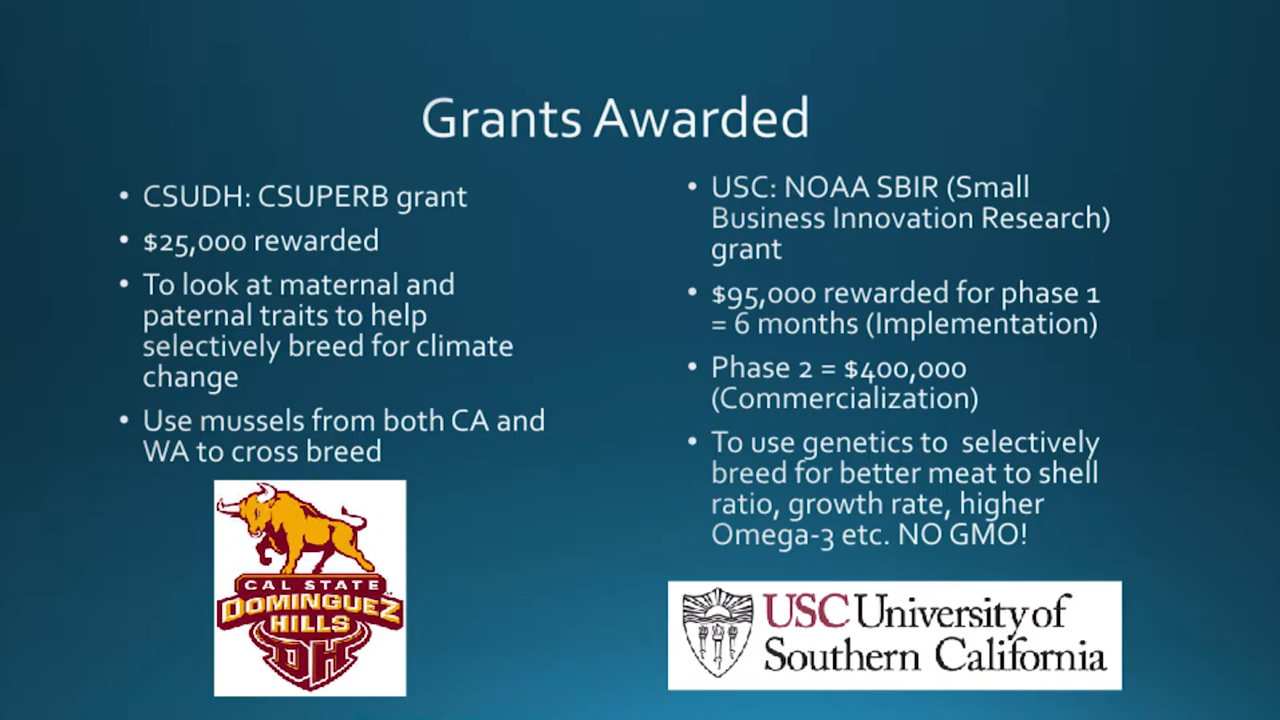 Grants Awarded
• CSUDH: CSUPERB grant
• $25,000 rewarded
• To look at maternal and
paternal traits to help
selectively breed for climate
change
• Use mussels from both CA and
WA to cross breed
CAL STATE
DOMINGUEZ
HILLS
DH
• USC: NOAA SBIR (Small
Business Innovation Research)
grant
• $95,000 rewarded for phase 1
= 6 months (Implementation)
• Phase 2 = $400,000
(Commercialization)
• To use genetics to selectively
breed for better meat to shell
ratio, growth rate, higher
Omega-3 etc. NO GMO!
USC University of
Southern California